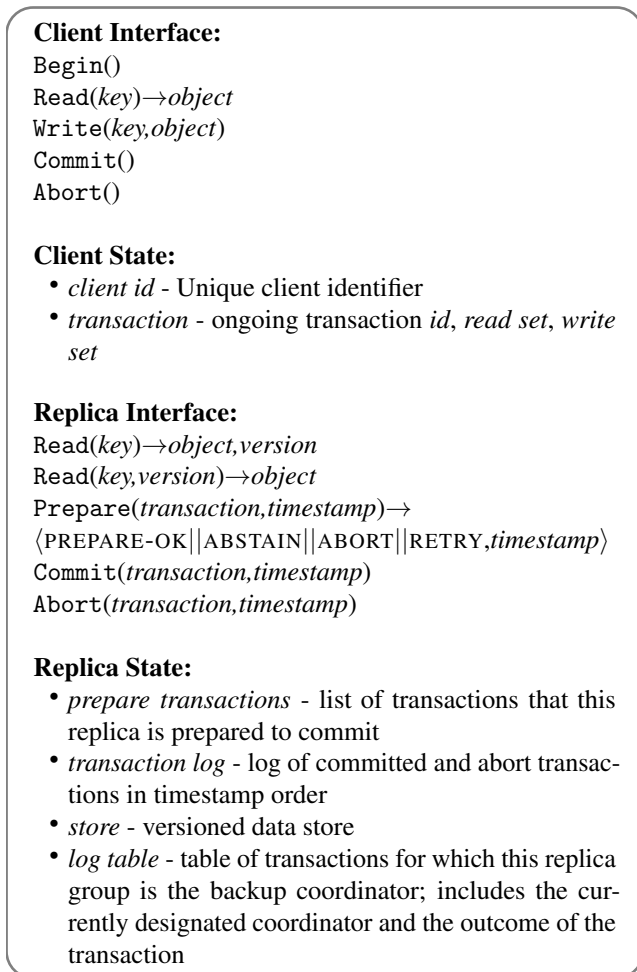 Client Interface:
Begin()
Read(key)→object
Write(key,object)
Commit()
Abort()
Client State:
• client id - Unique client identifier
• transaction - ongoing transaction id, read set, write
set
Replica Interface:
Read(key)→object,version
Read(key,version)→object
Prepare(transaction,timestamp)→
⟨PREPARE-OK||ABSTAIN||ABORT||RETRY,timestamp⟩
Commit(transaction,timestamp)
Abort(transaction,timestamp)
Replica State:
• prepare transactions - list of transactions that this
replica is prepared to commit
• transaction log - log of committed and abort transac-
tions in timestamp order
• store - versioned data store
• log table - table of transactions for which this replica
group is the backup coordinator; includes the cur-
rently designated coordinator and the outcome of the
transaction